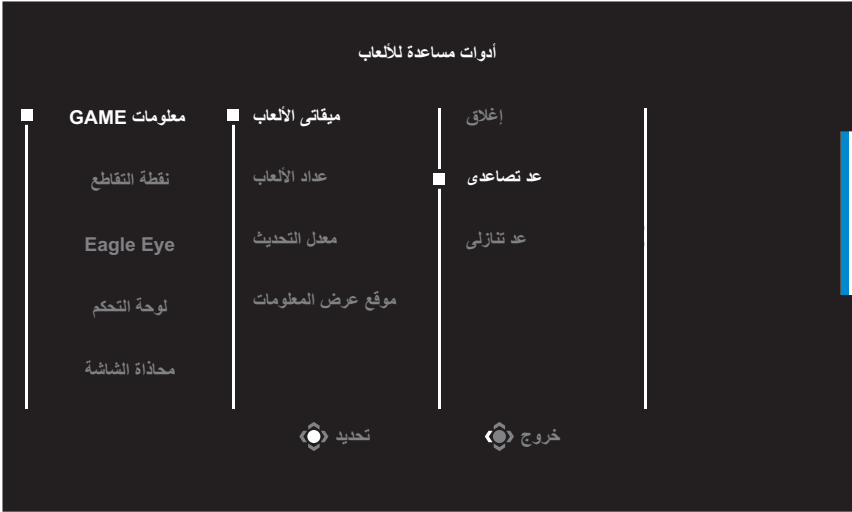 أدوات مساعدة للألعاب
معلومات GAME
نقطة التقاطع
Eagle Eye
لوحة التحكم
محاذاة الشاشة
ميقاتى الألعاب
عداد الألعاب
معدل التحديث
موقع عرض المعلومات
إغلاق
عد تصاعدى
عد تنازلى
تحديد
خروج